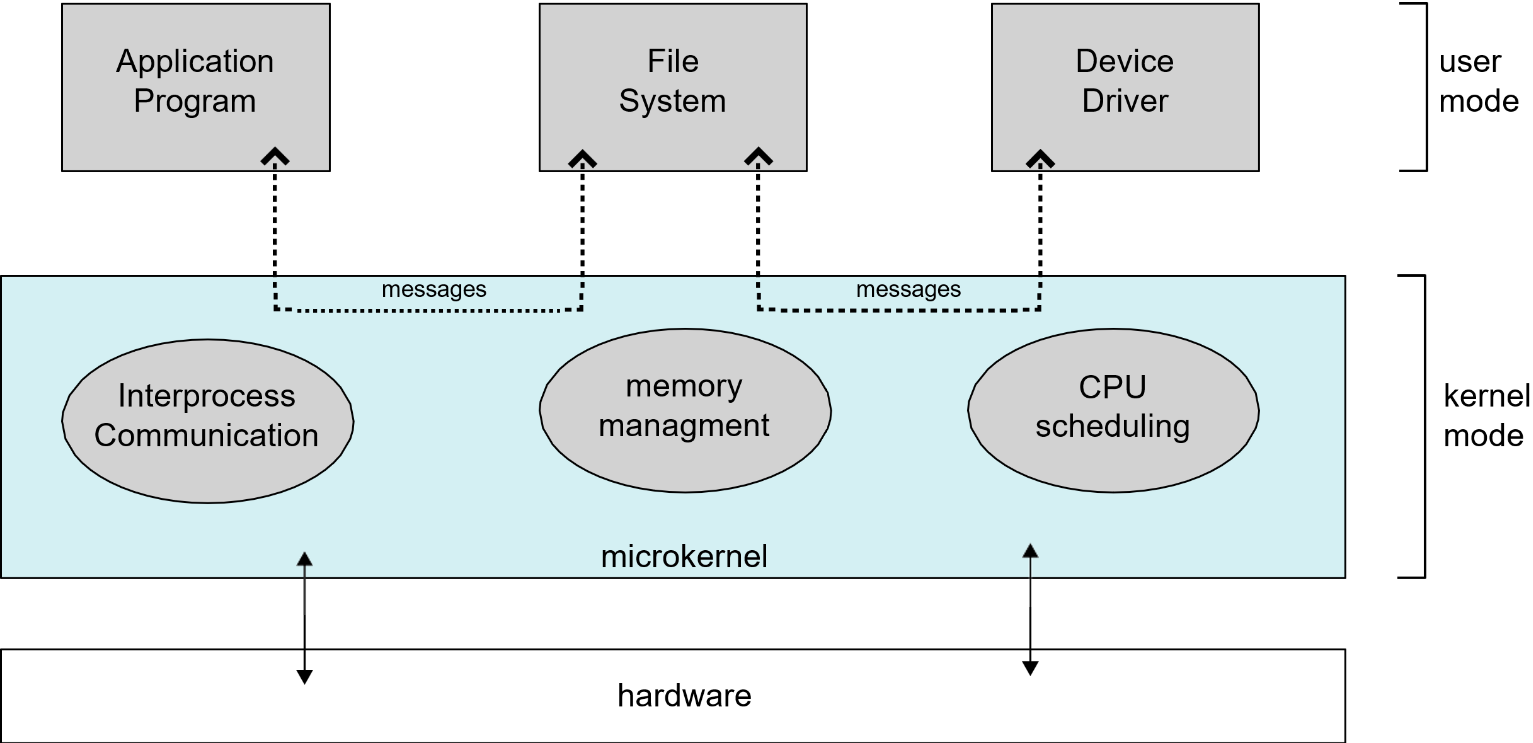 Application
Program
File
System
Device
Driver
user
mode
messages
messages
Interprocess
Communication
memory
managment
CPU
scheduling
kernel
mode
microkernel
hardware